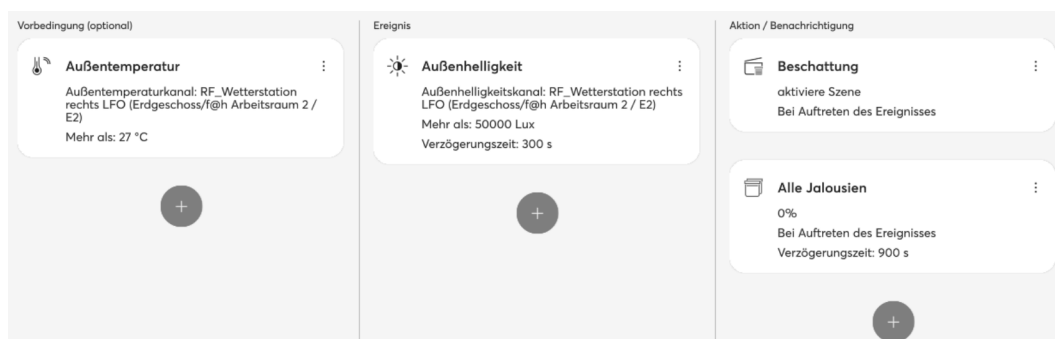 Vorbedingung (optional)
Außentemperatur
Außentemperaturkanal: RF_Wetterstation
rechts LFO (Erdgeschoss/f@h Arbeitsraum 2 /
E2)
Mehr als: 27 °C
Ereignis
Außenhelligkeit
Außenhelligkeitskanal: RF_Wetterstation rechts
LFO (Erdgeschoss/f@h Arbeitsraum 2 / E2)
Mehr als: 50000 Lux
Verzögerungszeit: 300 s
Aktion / Benachrichtigung
Beschattung
aktiviere Szene
Bei Auftreten des Ereignisses
Alle Jalousien
0%
Bei Auftreten des Ereignisses
Verzögerungszeit: 900 s